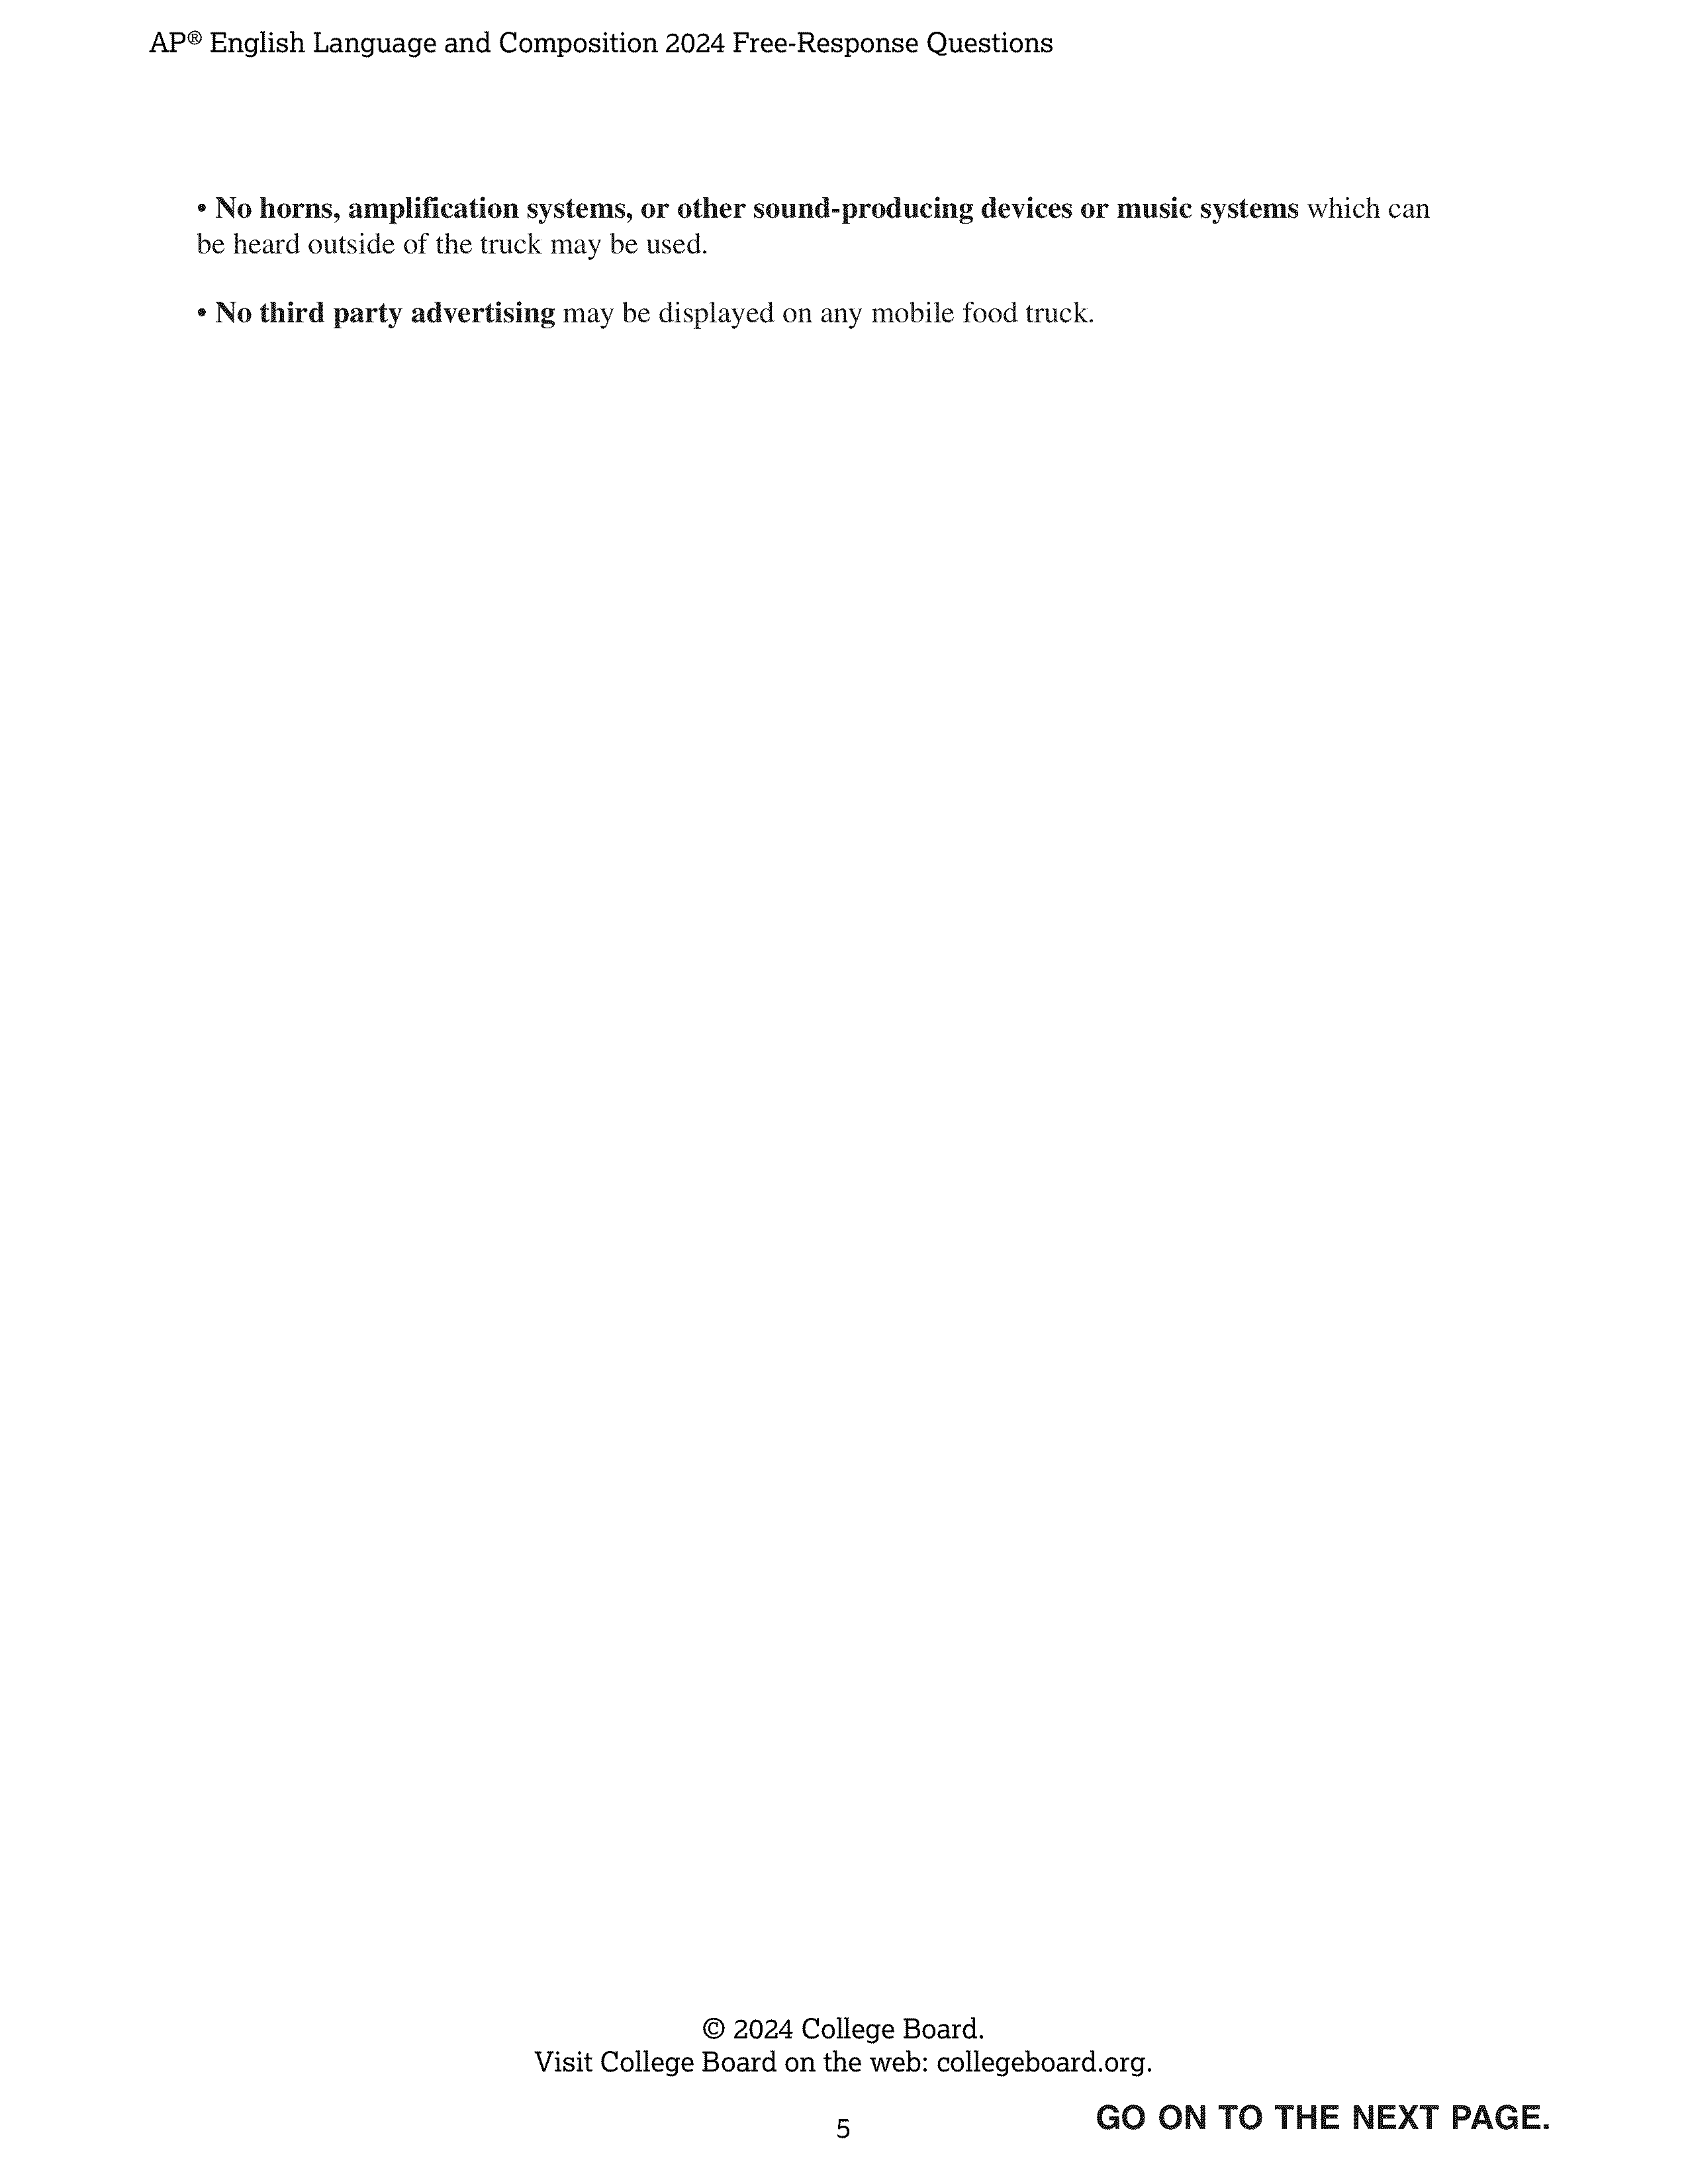 AP® English Language and Composition 2024 Free-Response Questions
• No horns, amplification systems, or other sound-producing devices or music systems which can
be heard outside of the truck may be used.
• No third party advertising may be displayed on any mobile food truck.
© 2024 College Board.
Visit College Board on the web: collegeboard.org.
5
GO ON TO THE NEXT PAGE.